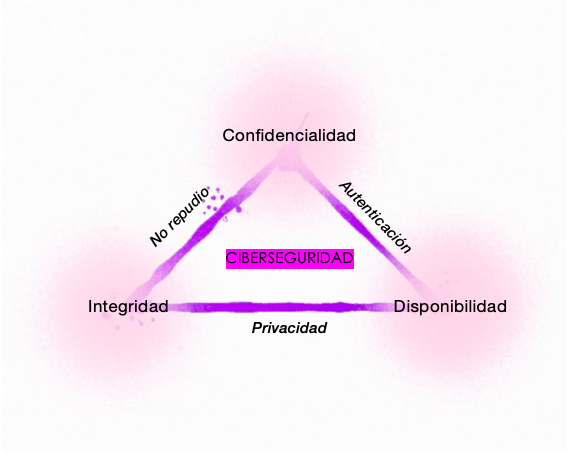 Confidencialidad
No repudio
Autenticación
CIBERSEGURIDAD
Integridad
Disponibilidad
Privacidad